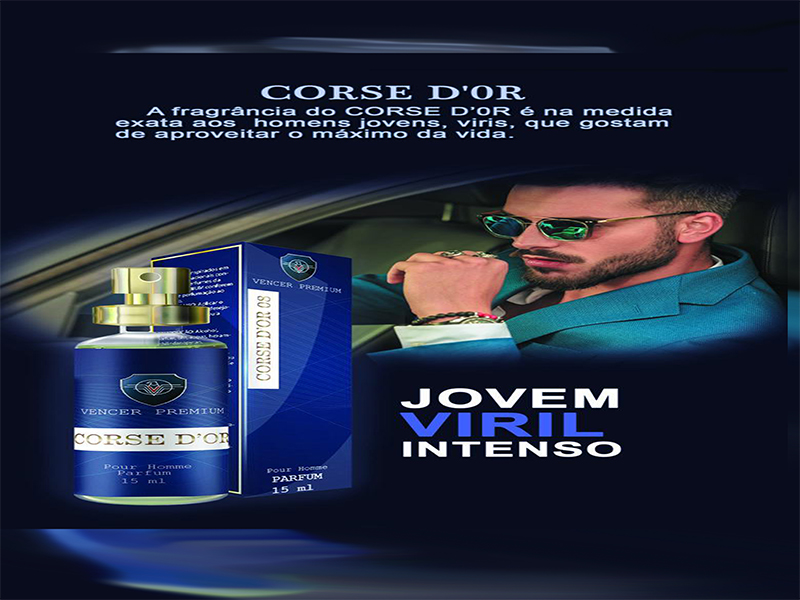 CORSE D'0R
A fragrância do CORSE D'0R é na medida
exata aos homens jovens, viris, que gostam
de aproveitar o máximo da vida.
VENCER PREMIUM
CORSE D'OR 08
Pour Homme
PARFUM
15 ml
VENCER PREMIUM
CORSE D'OR
Pour Homme
Parfum
15 ml
JOVEM
VIRIL
INTENSO